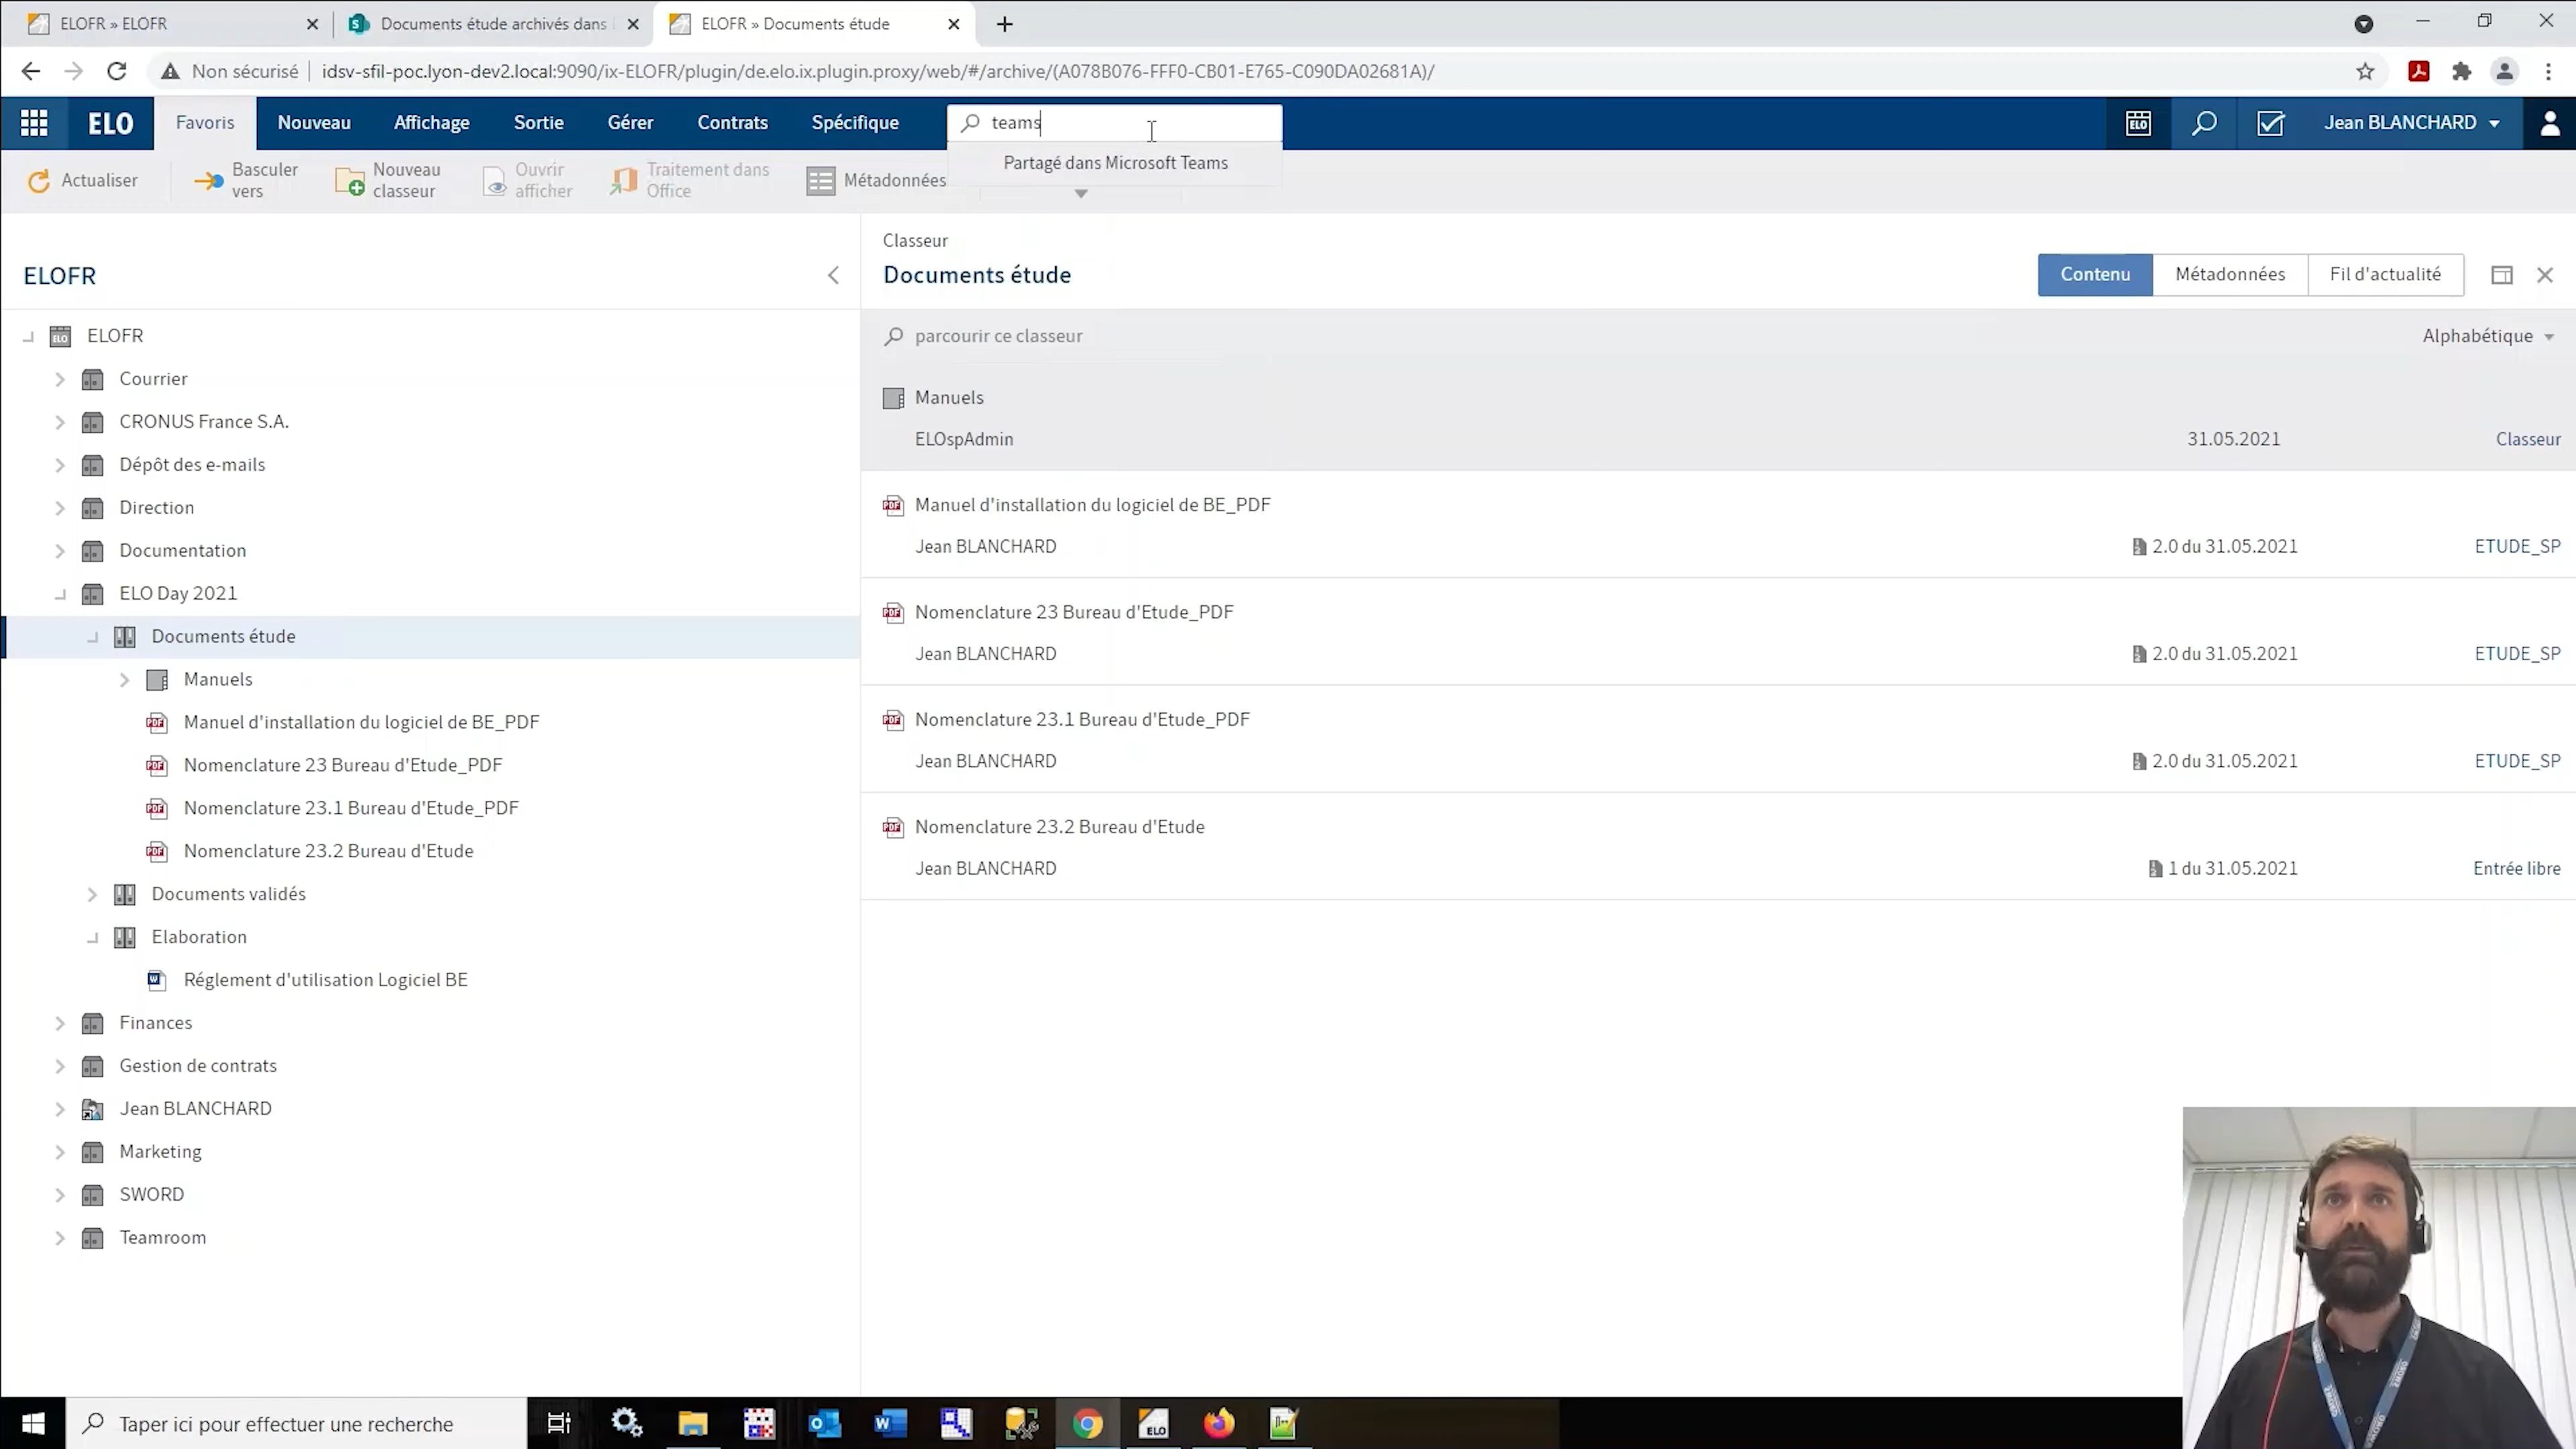 ELOFR » ELOFR
Documents étude archivés dans
ELOFR » Documents étude
Non sécurisé
idsv-sfil-poc.lyon-dev2.local:9090/ix-ELOFR/plugin/de.elo.ix.plugin.proxy/web/#/archive/(A078B076-FFF0-CB01-E765-C090DA02681A)/
ELO
Favoris
Nouveau
Affichage
Sortie
Gérer
Contrats
Spécifique
teams
ELO
Jean BLANCHARD
Partagé dans Microsoft Teams
Actualiser
Basculer
vers
Nouveau
classeur
Ouvrir
afficher
Traitement dans
Office
Métadonnées
ELOFR
Classeur
Documents étude
Contenu
Métadonnées
Fil d'actualité
ELOFR
Courrier
CRONUS France S.A.
Dépôt des e-mails
Direction
Documentation
ELO Day 2021
Documents étude
Manuels
Manuel d'installation du logiciel de BE_PDF
Nomenclature 23 Bureau d'Etude_PDF
Nomenclature 23.1 Bureau d'Etude_PDF
Nomenclature 23.2 Bureau d'Etude
Documents validés
Elaboration
Réglement d'utilisation Logiciel BE
Finances
Gestion de contrats
Jean BLANCHARD
Marketing
SWORD
Teamroom
parcourir ce classeur
Alphabétique
Manuels
ELOspAdmin
31.05.2021
Classeur
Manuel d'installation du logiciel de BE_PDF
Jean BLANCHARD
2.0 du 31.05.2021
ETUDE_SP
Nomenclature 23 Bureau d'Etude_PDF
Jean BLANCHARD
2.0 du 31.05.2021
ETUDE_SP
Nomenclature 23.1 Bureau d'Etude_PDF
Jean BLANCHARD
2.0 du 31.05.2021
ETUDE_SP
Nomenclature 23.2 Bureau d'Etude
Jean BLANCHARD
1 du 31.05.2021
Entrée libre
Taper ici pour effectuer une recherche
ELO